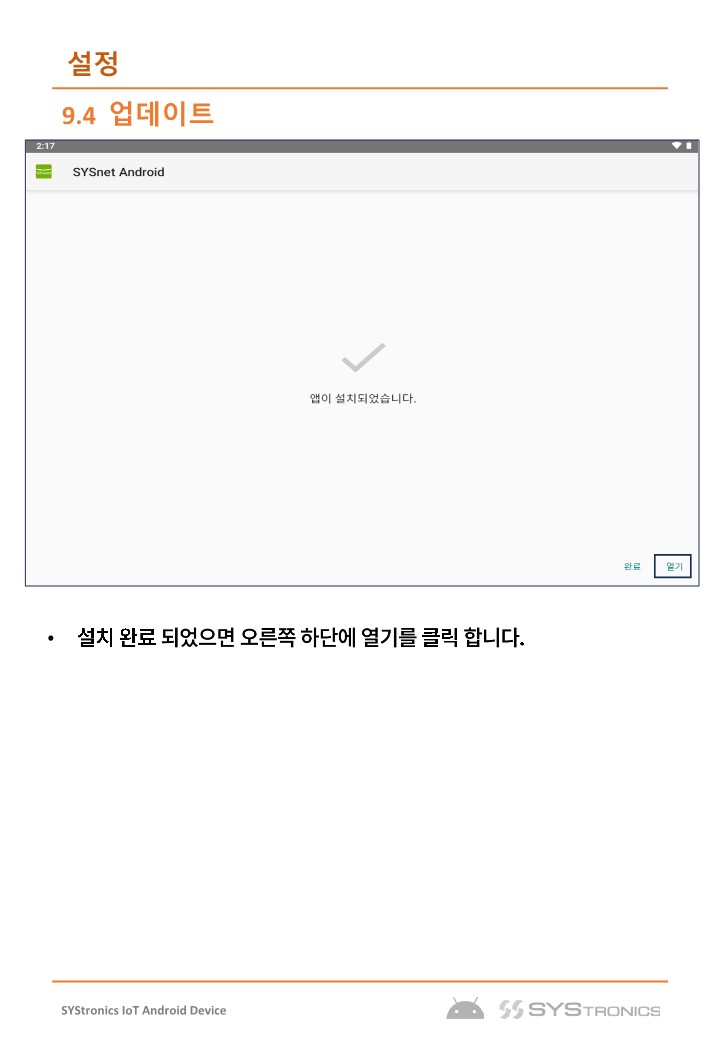 설정
9.4 업데이트
2:17
SYSnet Android
앱이 설치되었습니다.
완료 열기
• 설치 완료 되었으면 오른쪽 하단에 열기를 클릭 합니다.
SYStronics IoT Android Device
SYSTRONICS